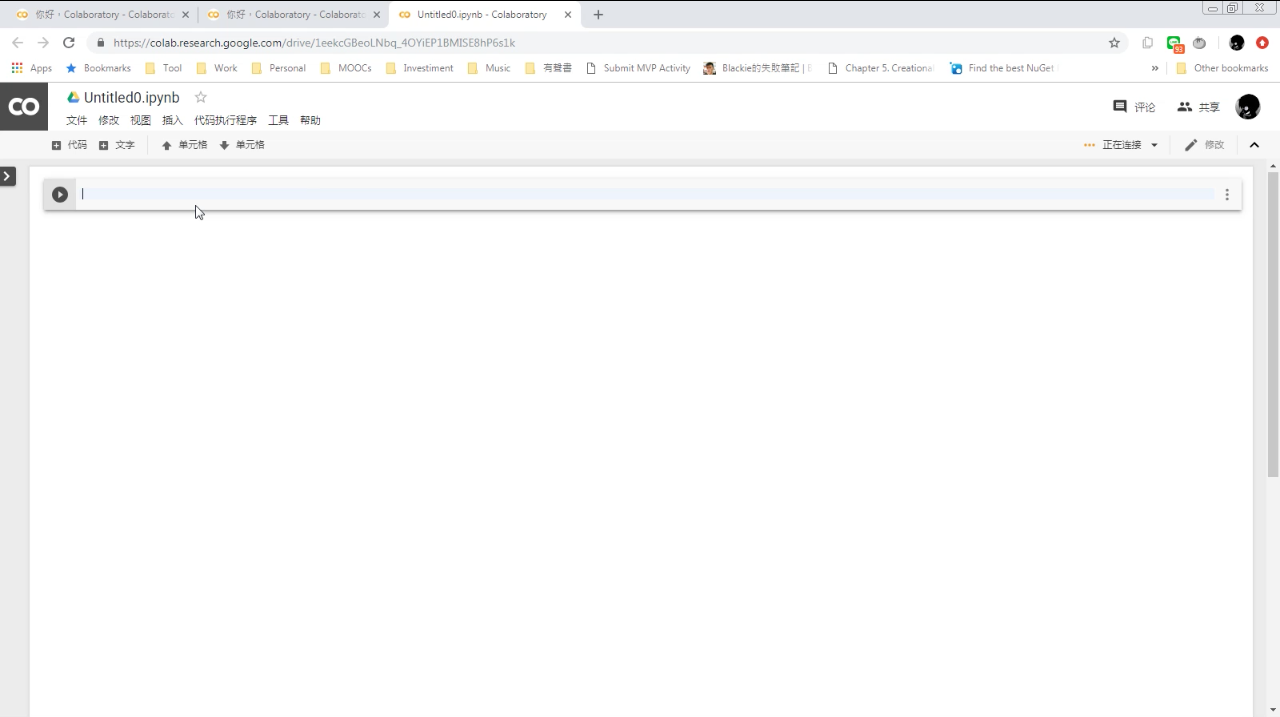 你好，Colaboratory - Colaborato
你好，Colaboratory - Colaborato
Untitled0.ipynb - Colaboratory
https://colab.research.google.com/drive/1eekcGBeoLNbq_4OYiEP1BMISE8hP6s1k
93
Apps Bookmarks Tool Work Personal MOOCs Investiment Music 有聲書 Submit MVP Activity Blackie的失敗筆記 | Chapter 5. Creationa Find the best NuGet » Other bookmarks
CO Untitled0.ipynb
评论 共享
文件 修改 视图 插入 代码执行程序 工具 帮助
代码 文字 单元格 单元格 正在连接 修改